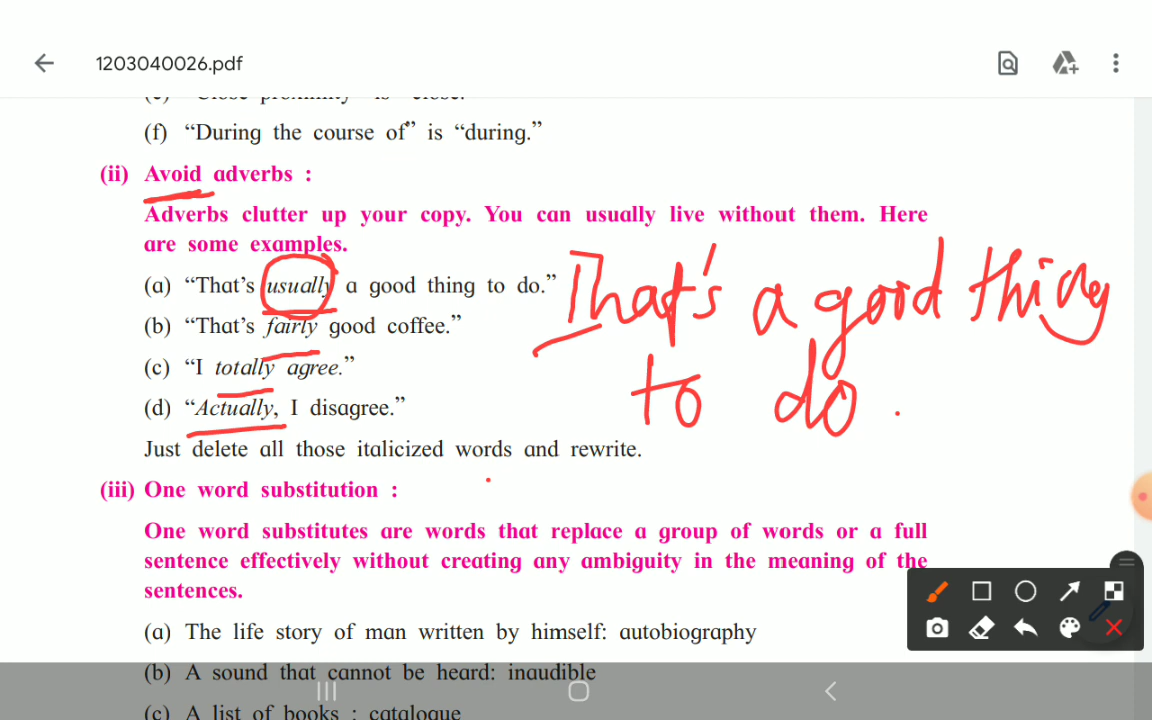 1203040026.pdf
(f) “During the course of” is “during.”
(ii) Avoid adverbs :
Adverbs clutter up your copy. You can usually live without them. Here
are some examples.
(a) “That’s usually a good thing to do.”
That's a good thing
(b) “That’s fairly good coffee.”
(c) “I totally agree.”
to do.
(d) “Actually, I disagree.”
Just delete all those italicized words and rewrite.
(iii) One word substitution :
One word substitutes are words that replace a group of words or a full
sentence effectively without creating any ambiguity in the meaning of the
sentences.
(a) The life story of man written by himself: autobiography
(b) A sound that cannot be heard: inaudible
(c) A list of books : catalogue